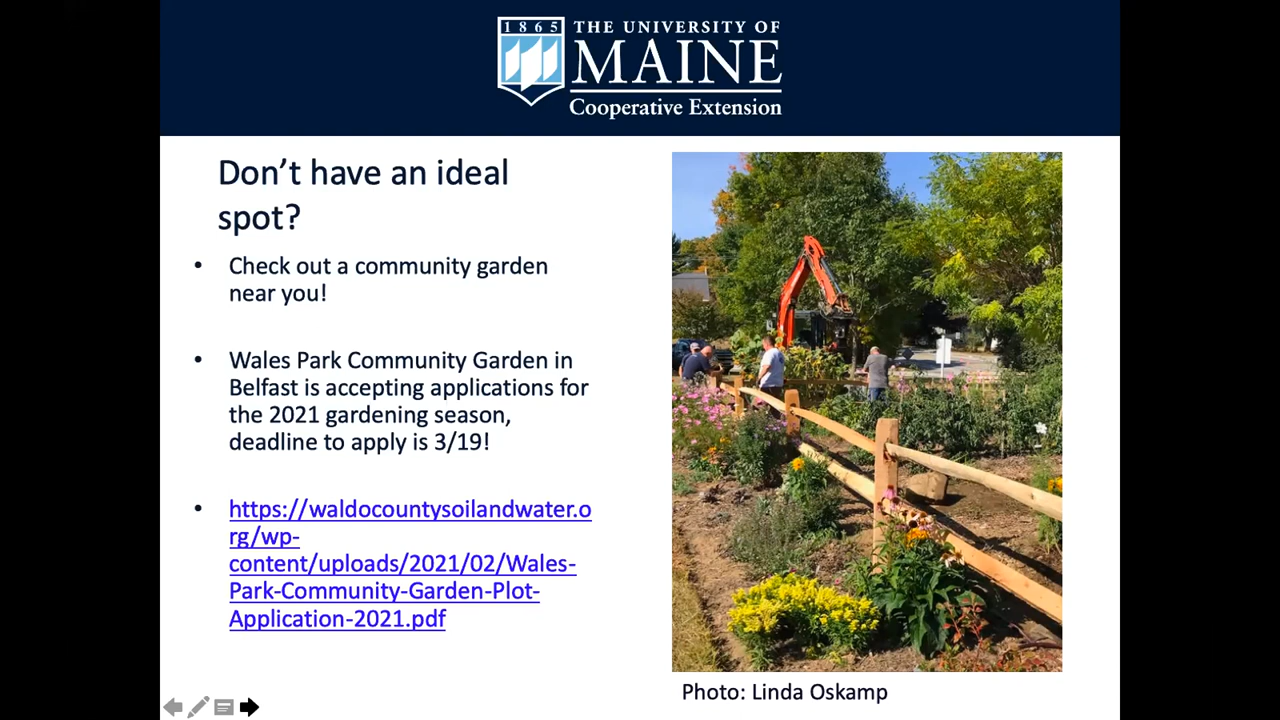 1865
THE UNIVERSITY OF
MAINE
Cooperative Extension
Don't have an ideal
spot?
• Check out a community garden
near you!
• Wales Park Community Garden in
Belfast is accepting applications for
the 2021 gardening season,
deadline to apply is 3/19!
• https://waldocountysoilandwater.o
rg/wp-
content/uploads/2021/02/Wales-
Park-Community-Garden-Plot-
Application-2021.pdf
Photo: Linda Oskamp